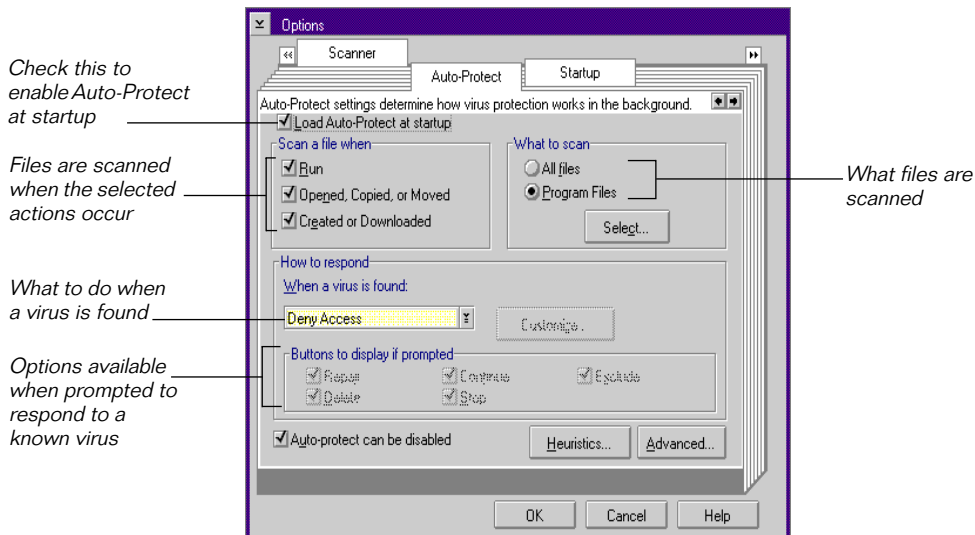 Options
Scanner
Auto-Protect
Startup
Auto-Protect settings determine how virus protection works in the background.
Check this to
enable Auto-Protect
at startup
Load Auto-Protect at startup
Scan a file when
Run
Opened, Copied, or Moved
Created or Downloaded
Files are scanned
when the selected
actions occur
What to scan
All files
Program Files
Select...
What files are
scanned
How to respond
When a virus is found:
Deny Access
Customize...
What to do when
a virus is found
Buttons to display if prompted
Repair
Continue
Exclude
Delete
Stop
Options available
when prompted to
respond to a
known virus
Auto-protect can be disabled
Heuristics...
Advanced...
OK
Cancel
Help